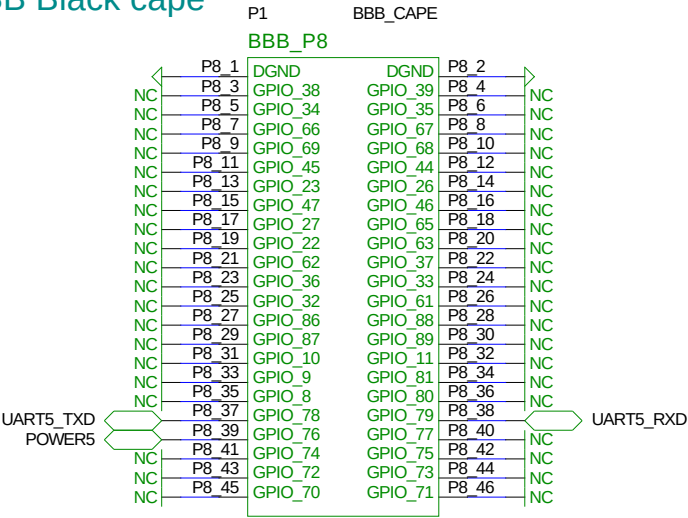 B Black cape
P1 BBB_CAPE
BBB_P8
P8_1 DGND DGND P8_2
NC P8_3 GPIO_38 GPIO_39 P8_4 NC
NC P8_5 GPIO_34 GPIO_35 P8_6 NC
NC P8_7 GPIO_66 GPIO_67 P8_8 NC
NC P8_9 GPIO_69 GPIO_68 P8_10 NC
NC P8_11 GPIO_45 GPIO_44 P8_12 NC
NC P8_13 GPIO_23 GPIO_26 P8_14 NC
NC P8_15 GPIO_47 GPIO_46 P8_16 NC
NC P8_17 GPIO_27 GPIO_65 P8_18 NC
NC P8_19 GPIO_22 GPIO_63 P8_20 NC
NC P8_21 GPIO_62 GPIO_37 P8_22 NC
NC P8_23 GPIO_36 GPIO_33 P8_24 NC
NC P8_25 GPIO_32 GPIO_61 P8_26 NC
NC P8_27 GPIO_86 GPIO_88 P8_28 NC
NC P8_29 GPIO_87 GPIO_89 P8_30 NC
NC P8_31 GPIO_10 GPIO_11 P8_32 NC
NC P8_33 GPIO_9 GPIO_81 P8_34 NC
NC P8_35 GPIO_8 GPIO_80 P8_36 NC
UART5_TXD P8_37 GPIO_78 GPIO_79 P8_38 UART5_RXD
POWER5 P8_39 GPIO_76 GPIO_77 P8_40 NC
NC P8_41 GPIO_74 GPIO_75 P8_42 NC
NC P8_43 GPIO_72 GPIO_73 P8_44 NC
NC P8_45 GPIO_70 GPIO_71 P8_46 NC